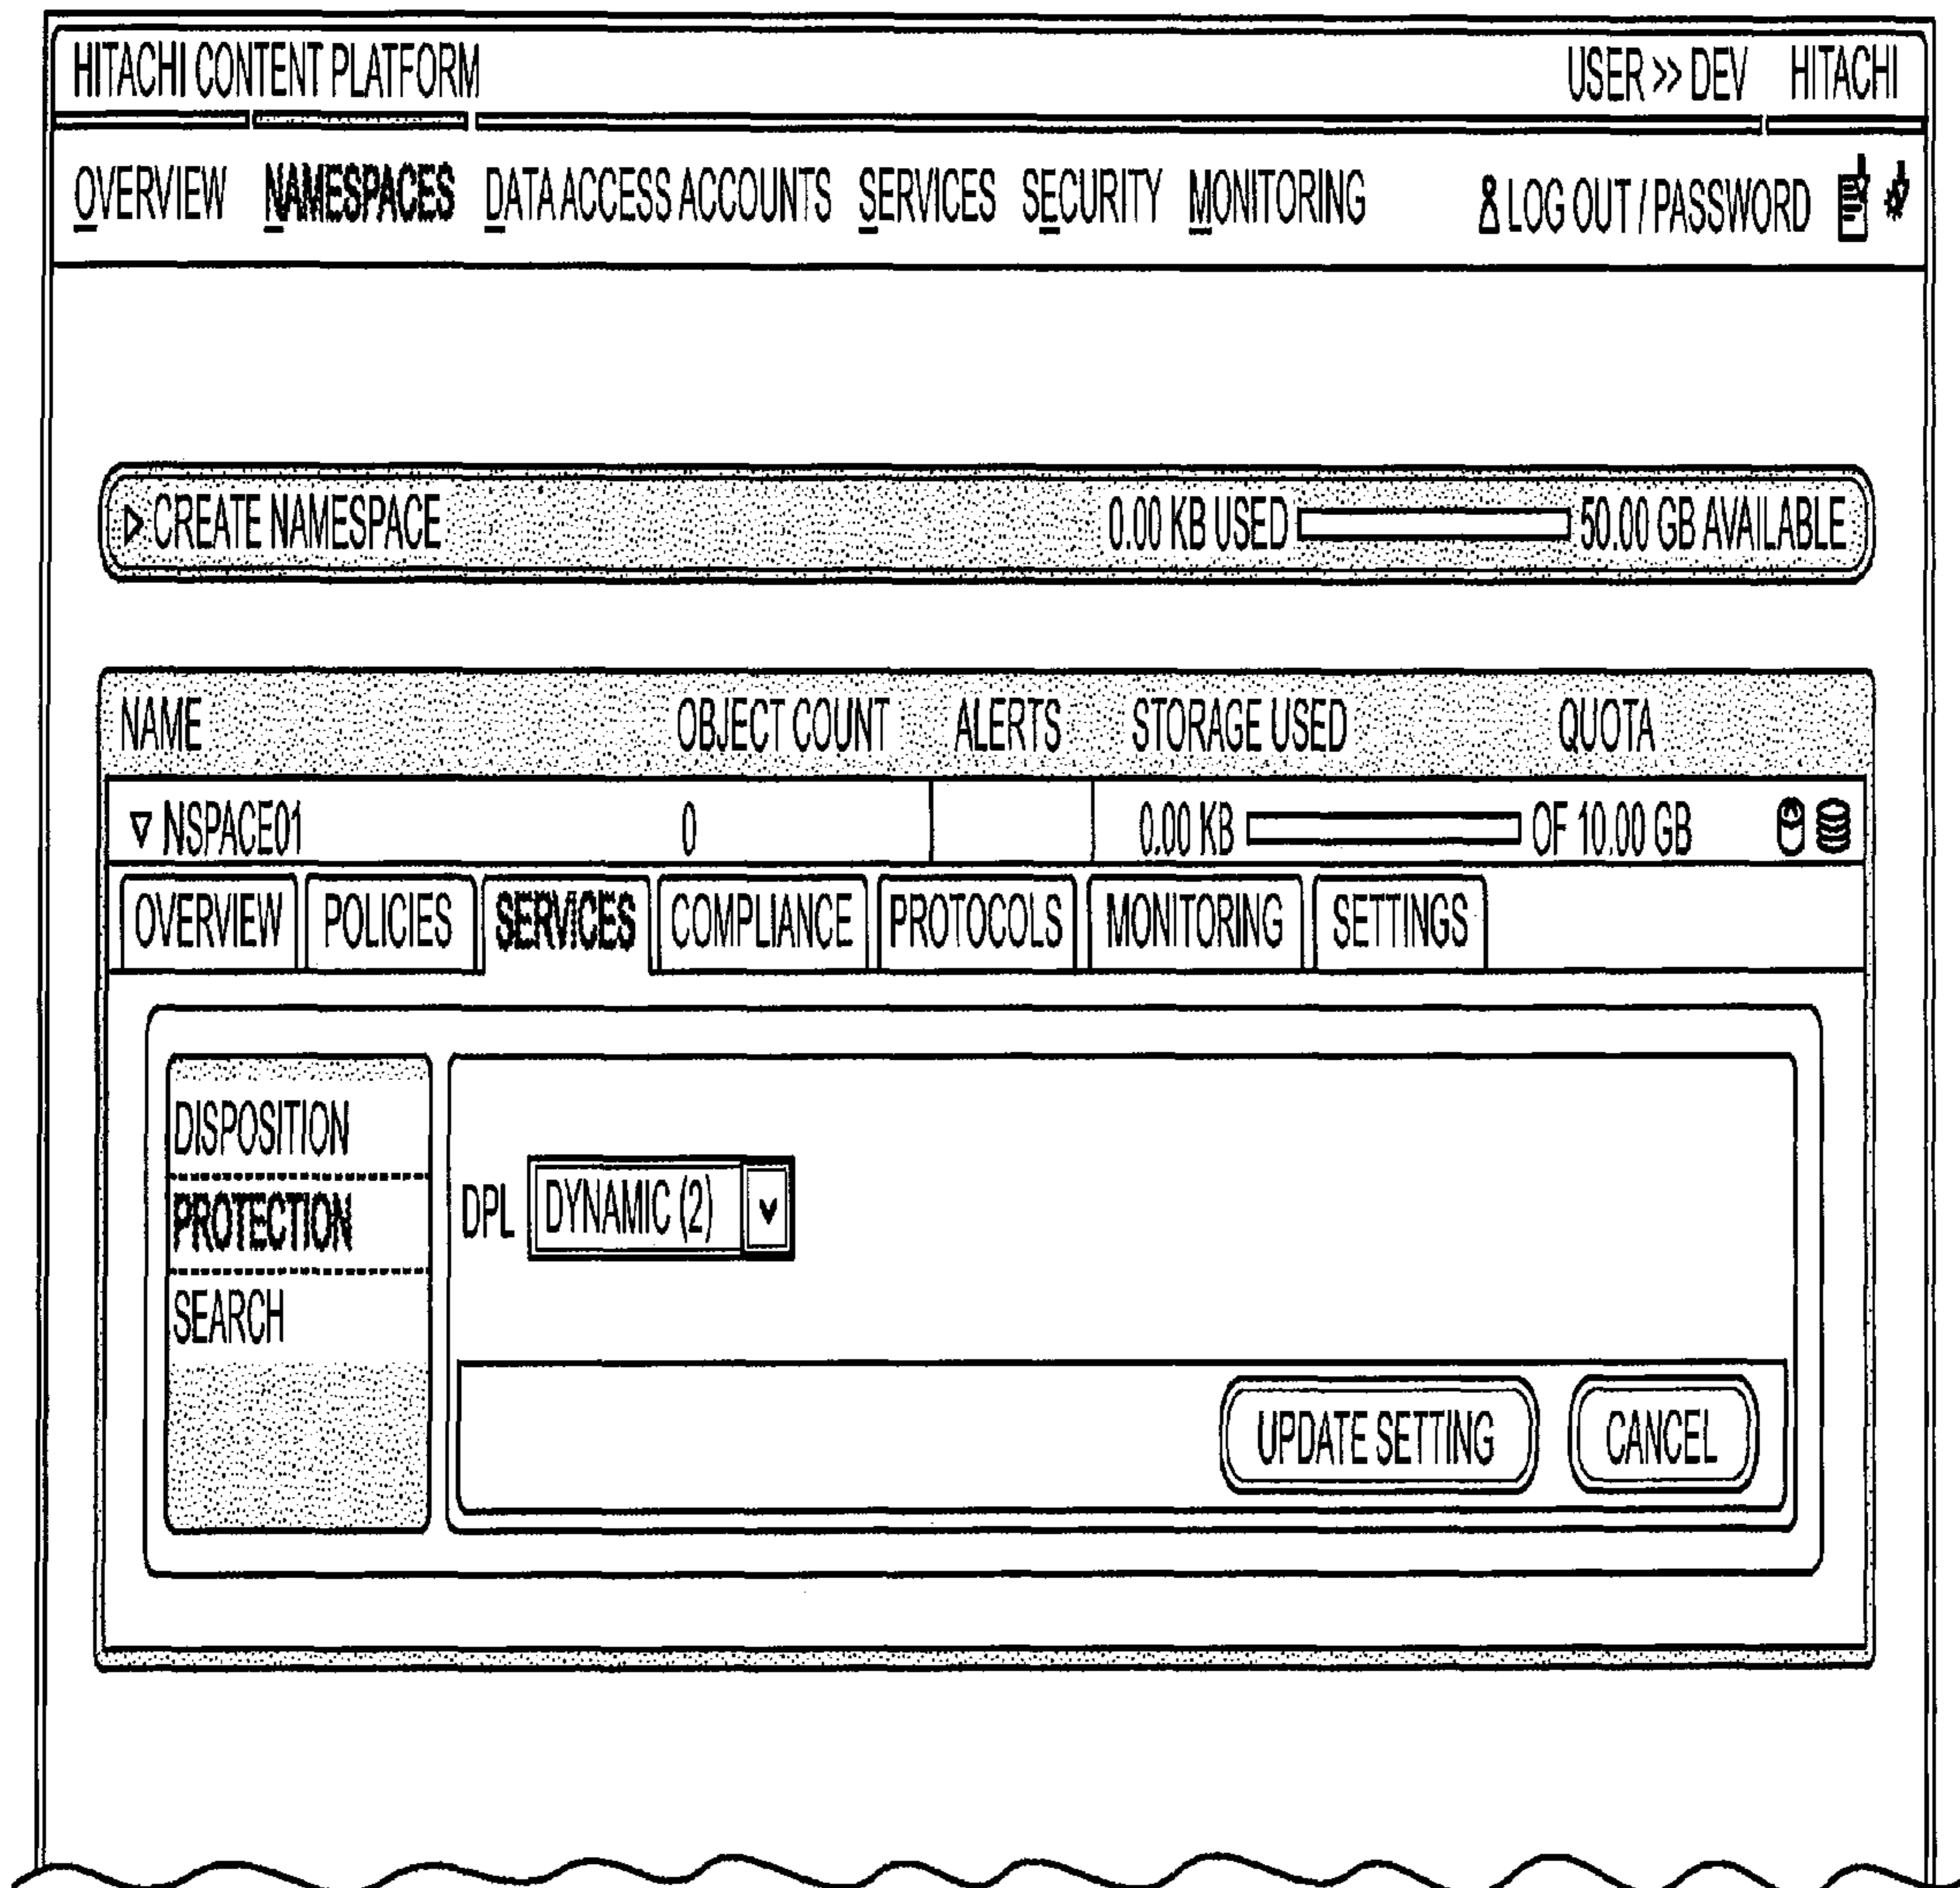 HITACHI CONTENT PLATFORM USER >> DEV HITACHI
OVERVIEW NAMESPACES DATA ACCESS ACCOUNTS SERVICES SECURITY MONITORING LOG OUT / PASSWORD
CREATE NAMESPACE 0.00 KB USED 50.00 GB AVAILABLE
NAME OBJECT COUNT ALERTS STORAGE USED QUOTA
NSPACE01 0 0.00 KB OF 10.00 GB
OVERVIEW POLICIES SERVICES COMPLIANCE PROTOCOLS MONITORING SETTINGS
DISPOSITION
PROTECTION
SEARCH
DPL DYNAMIC (2)
UPDATE SETTING CANCEL